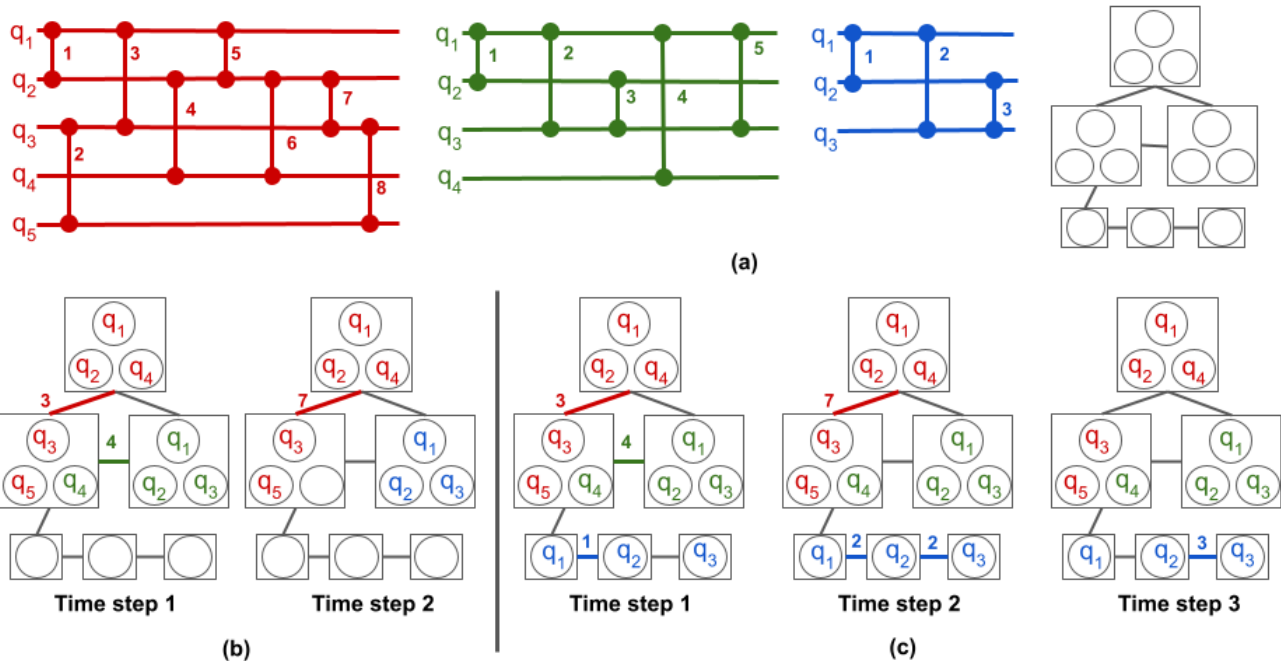 q1 1 3 5
q2 4 7
q3 2 6
q4 8
q5
q1 1 2 5
q2 3 4
q3
q4
q1 1 2
q2 3
q3
(a)
q1
q2 q4
3
q3 4 q1
q5 q4 q2 q3
Time step 1
q1
q2 q4
7
q3 q1
q5 q2 q3
Time step 2
(b)
q1
q2 q4
3
q3 4 q1
q5 q4 q2 q3
q1 1 q2 q3
Time step 1
q1
q2 q4
7
q3 q1
q5 q4 q2 q3
q1 2 q2 2 q3
Time step 2
q1
q2 q4
q3 q1
q5 q4 q2 q3
q1 q2 3 q3
Time step 3
(c)